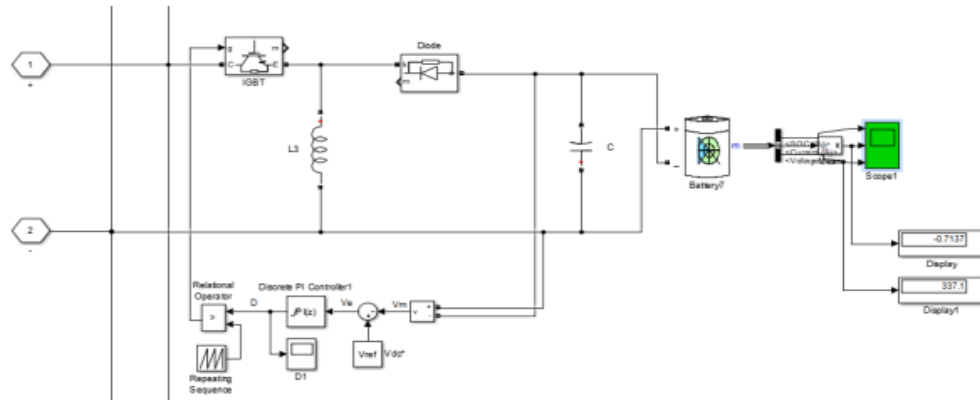 Diode
1
+
g
m
C
E
IGBT
m
L3
C
+
m
Battery7
Scope1
2
-
-0.7137
Display
337.1
Display1
Relational
Operator
Discrete PI Controller1
D
Ve
Vm
>
PI(z)
v
+
-
Vref
Vdc*
D1
Repeating
Sequence